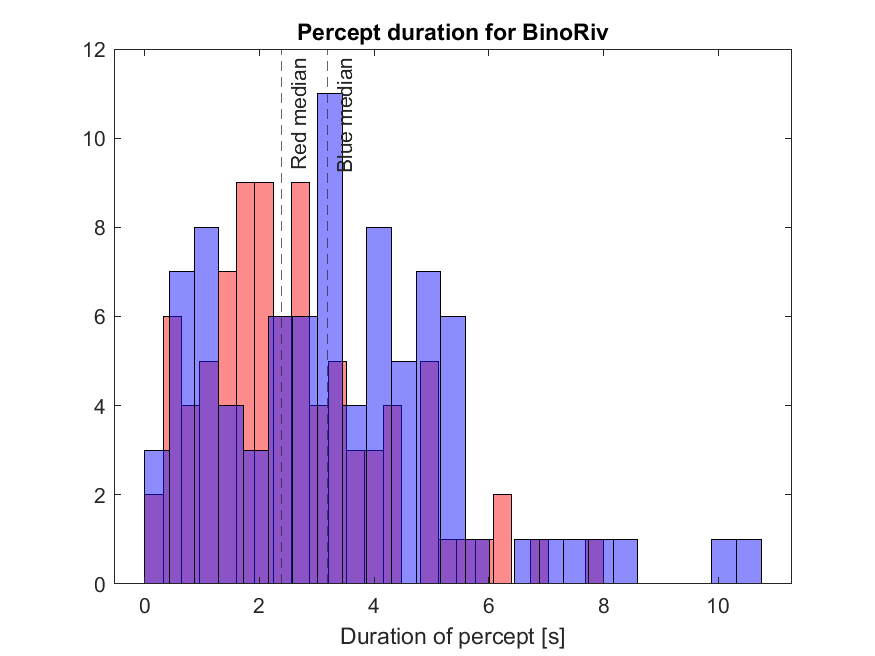 Percept duration for BinoRiv
12
10
8
6
4
2
0
Red median
Blue median
0 2 4 6 8 10
Duration of percept [s]